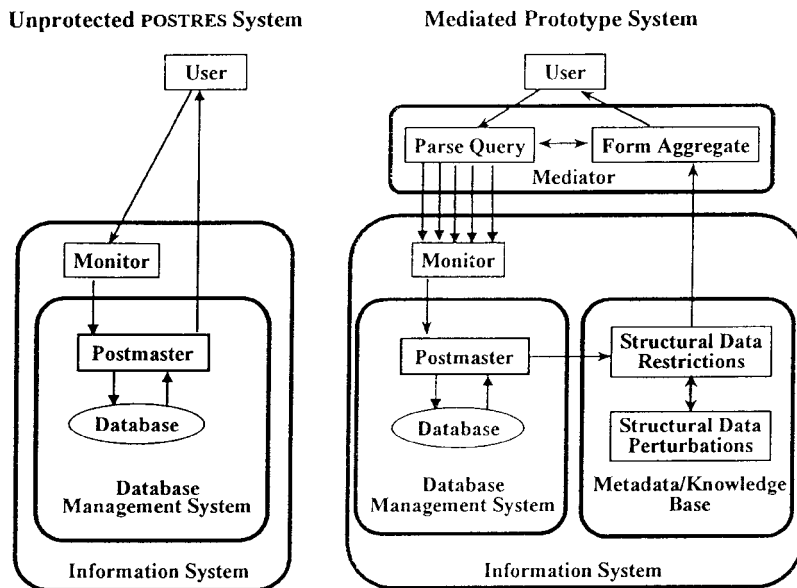 Unprotected POSTRES System
User
Monitor
Postmaster
Database
Database
Management System
Information System
Mediated Prototype System
User
Parse Query
Form Aggregate
Mediator
Monitor
Postmaster
Database
Database
Management System
Structural Data
Restrictions
Structural Data
Perturbations
Metadata/Knowledge
Base
Information System